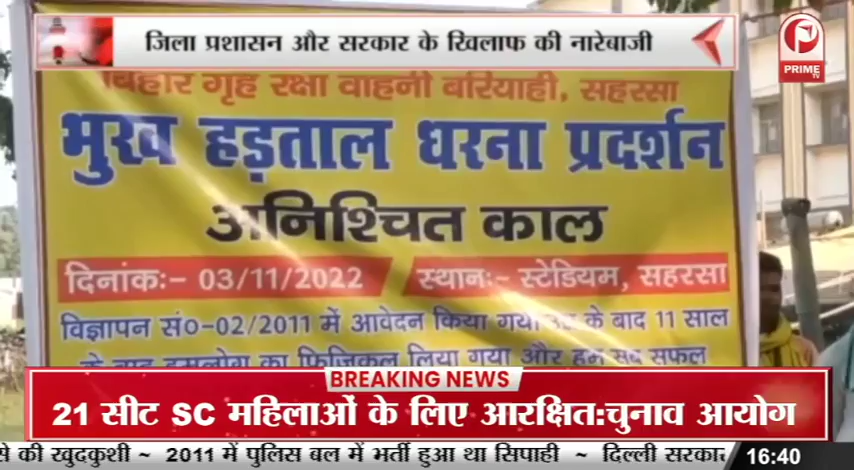 जिला प्रशासन और सरकार के खिलाफ की नारेबाजी
PRIME TV
बिहार गृह रक्षा वाहनी बरियाही, सहरसा
भुख हड़ताल धरना प्रदर्शन
अनिश्चित काल
दिनांकः- 03/11/2022 स्थानः- स्टेडियम, सहरसा
विज्ञापन सं०-02/2011 में आवेदन किया गया के बाद 11 साल
के बाद हमलोग का फिजिकल लिया गया और हम सब सफल
BREAKING NEWS
21 सीट SC महिलाओं के लिए आरक्षित:चुनाव आयोग
से की खुदकुशी ~ 2011 में पुलिस बल में भर्ती हुआ था सिपाही ~ दिल्ली सरकार
16:40